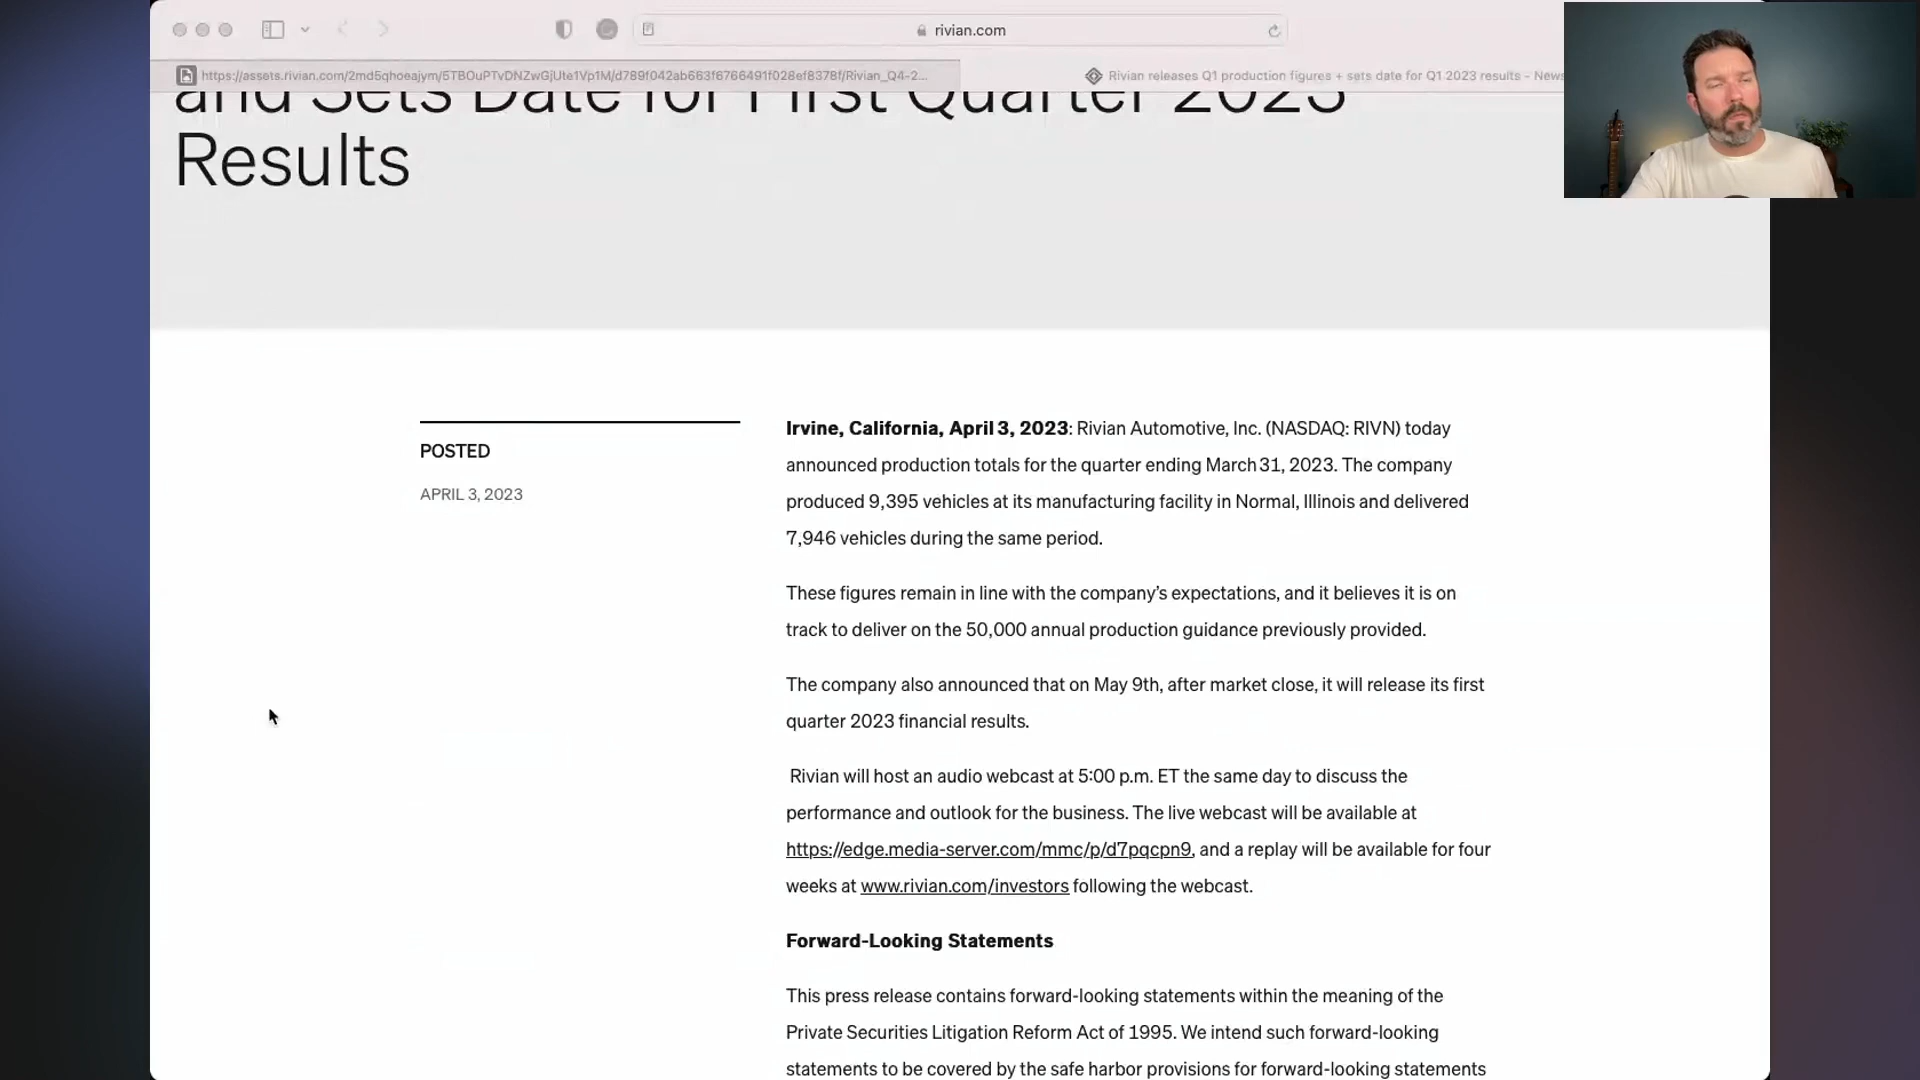 rivian.com
https://assets.rivian.com/2md5qhoeajym/5TBOuPTvDNZwGjUte1Vp1M/d789f042ab663f6766491f028ef8378f/Rivian_Q4-2...
Rivian releases Q1 production figures + sets date for Q1 2023 results - News
and Sets Date for First Quarter 2023
Results
POSTED
APRIL 3, 2023
Irvine, California, April 3, 2023: Rivian Automotive, Inc. (NASDAQ: RIVN) today
announced production totals for the quarter ending March 31, 2023. The company
produced 9,395 vehicles at its manufacturing facility in Normal, Illinois and delivered
7,946 vehicles during the same period.
These figures remain in line with the company’s expectations, and it believes it is on
track to deliver on the 50,000 annual production guidance previously provided.
The company also announced that on May 9th, after market close, it will release its first
quarter 2023 financial results.
Rivian will host an audio webcast at 5:00 p.m. ET the same day to discuss the
performance and outlook for the business. The live webcast will be available at
https://edge.media-server.com/mmc/p/d7pqcpn9, and a replay will be available for four
weeks at www.rivian.com/investors following the webcast.
Forward-Looking Statements
This press release contains forward-looking statements within the meaning of the
Private Securities Litigation Reform Act of 1995. We intend such forward-looking
statements to be covered by the safe harbor provisions for forward-looking statements